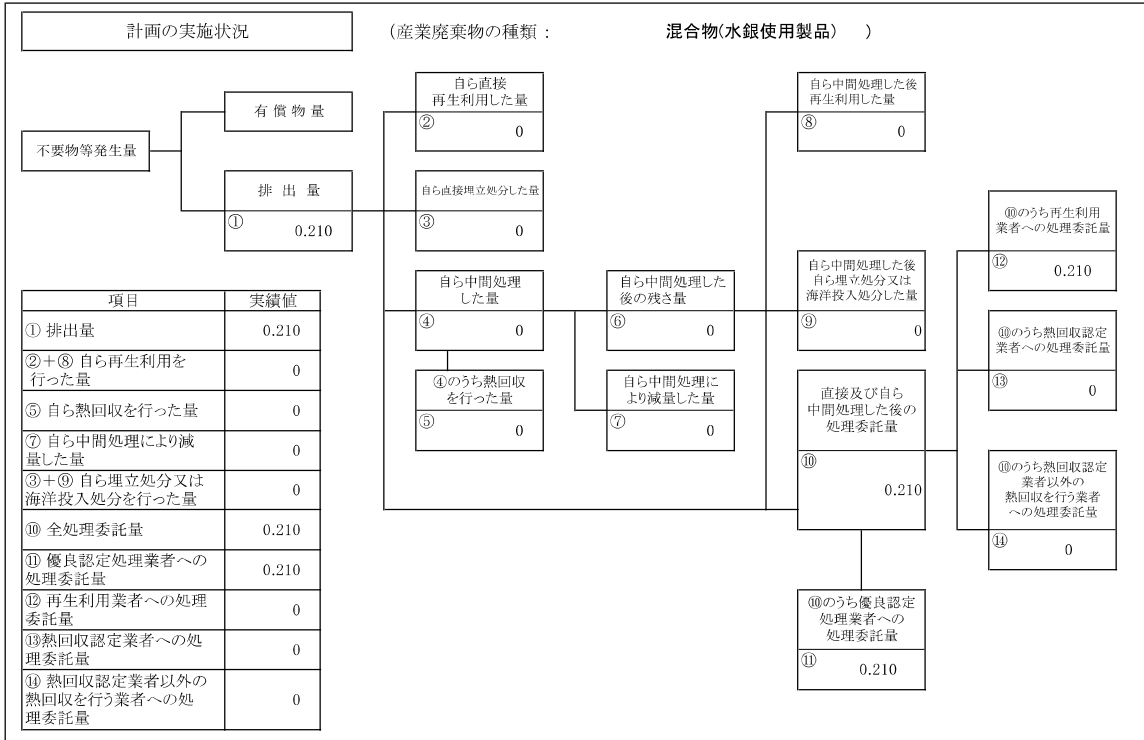 計画の実施状況
(産業廃棄物の種類： 混合物(水銀使用製品) )
不要物等発生量
有 償 物 量
排 出 量
① 0.210
自ら直接
再生利用した量
② 0
自ら直接埋立処分した量
③ 0
自ら中間処理
した量
④ 0
④のうち熱回収
を行った量
⑤ 0
自ら中間処理した
後の残さ量
⑥ 0
自ら中間処理に
より減量した量
⑦ 0
自ら中間処理した後
再生利用した量
⑧ 0
自ら中間処理した後
自ら埋立処分又は
海洋投入処分した量
⑨ 0
直接及び自ら
中間処理した後の
処理委託量
⑩ 0.210
⑩のうち優良認定
処理業者への
処理委託量
⑪ 0.210
⑩のうち再生利用
業者への処理委託量
⑫ 0.210
⑩のうち熱回収認定
業者への処理委託量
⑬ 0
⑩のうち熱回収認定
業者以外の
熱回収を行う業者
への処理委託量
⑭ 0
項目 実績値
① 排出量 0.210
②＋⑧ 自ら再生利用を
行った量 0
⑤ 自ら熱回収を行った量 0
⑦ 自ら中間処理により減
量した量 0
③＋⑨ 自ら埋立処分又は
海洋投入処分を行った量 0
⑩ 全処理委託量 0.210
⑪ 優良認定処理業者への
処理委託量 0.210
⑫ 再生利用業者への処理
委託量 0
⑬熱回収認定業者への処
理委託量 0
⑭ 熱回収認定業者以外の
熱回収を行う業者への処
理委託量 0